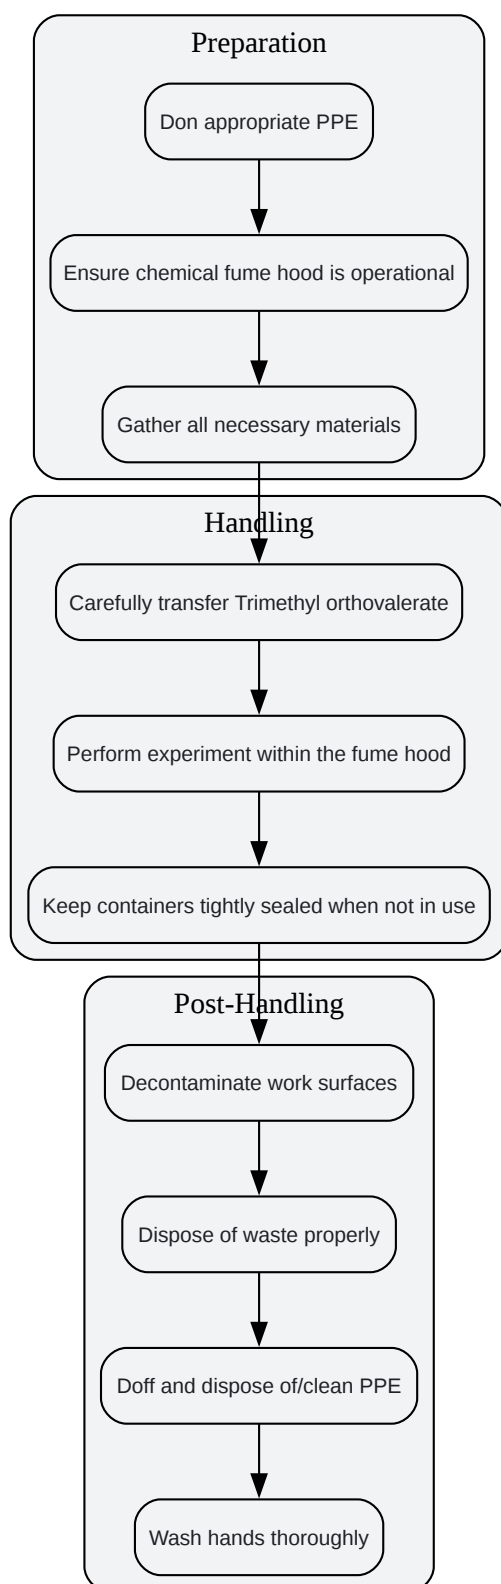 Preparation
Don appropriate PPE
Ensure chemical fume hood is operational
Gather all necessary materials
Handling
Carefully transfer Trimethyl orthovalerate
Perform experiment within the fume hood
Keep containers tightly sealed when not in use
Post-Handling
Decontaminate work surfaces
Dispose of waste properly
Doff and dispose of/clean PPE
Wash hands thoroughly